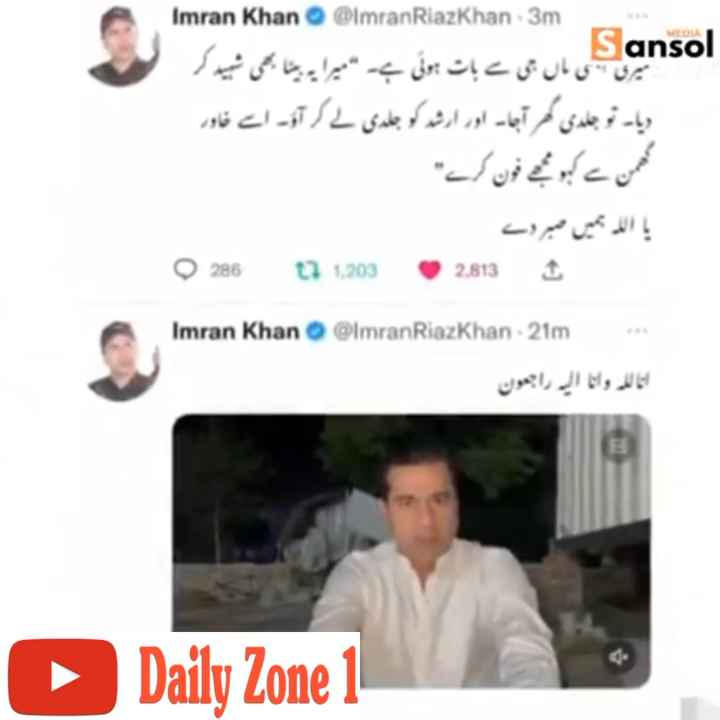 Imran Khan @ImranRiazKhan · 3m
MEDIA
Sansol
میری ماں جی سے بات ہوئی ہے۔ "میرا یہ بیٹا بھی شہید کر
دیا۔ تو جلدی گھر آجا۔ اور ارشد کو جلدی لے کر آؤ۔ اسے خاور
گھمن سے کہو مجھے فون کرے"
یا اللہ ہمیں صبر دے
286 1,203 2,813
Imran Khan @ImranRiazKhan · 21m
اناللہ وانا الیہ راجعون
Daily Zone 1